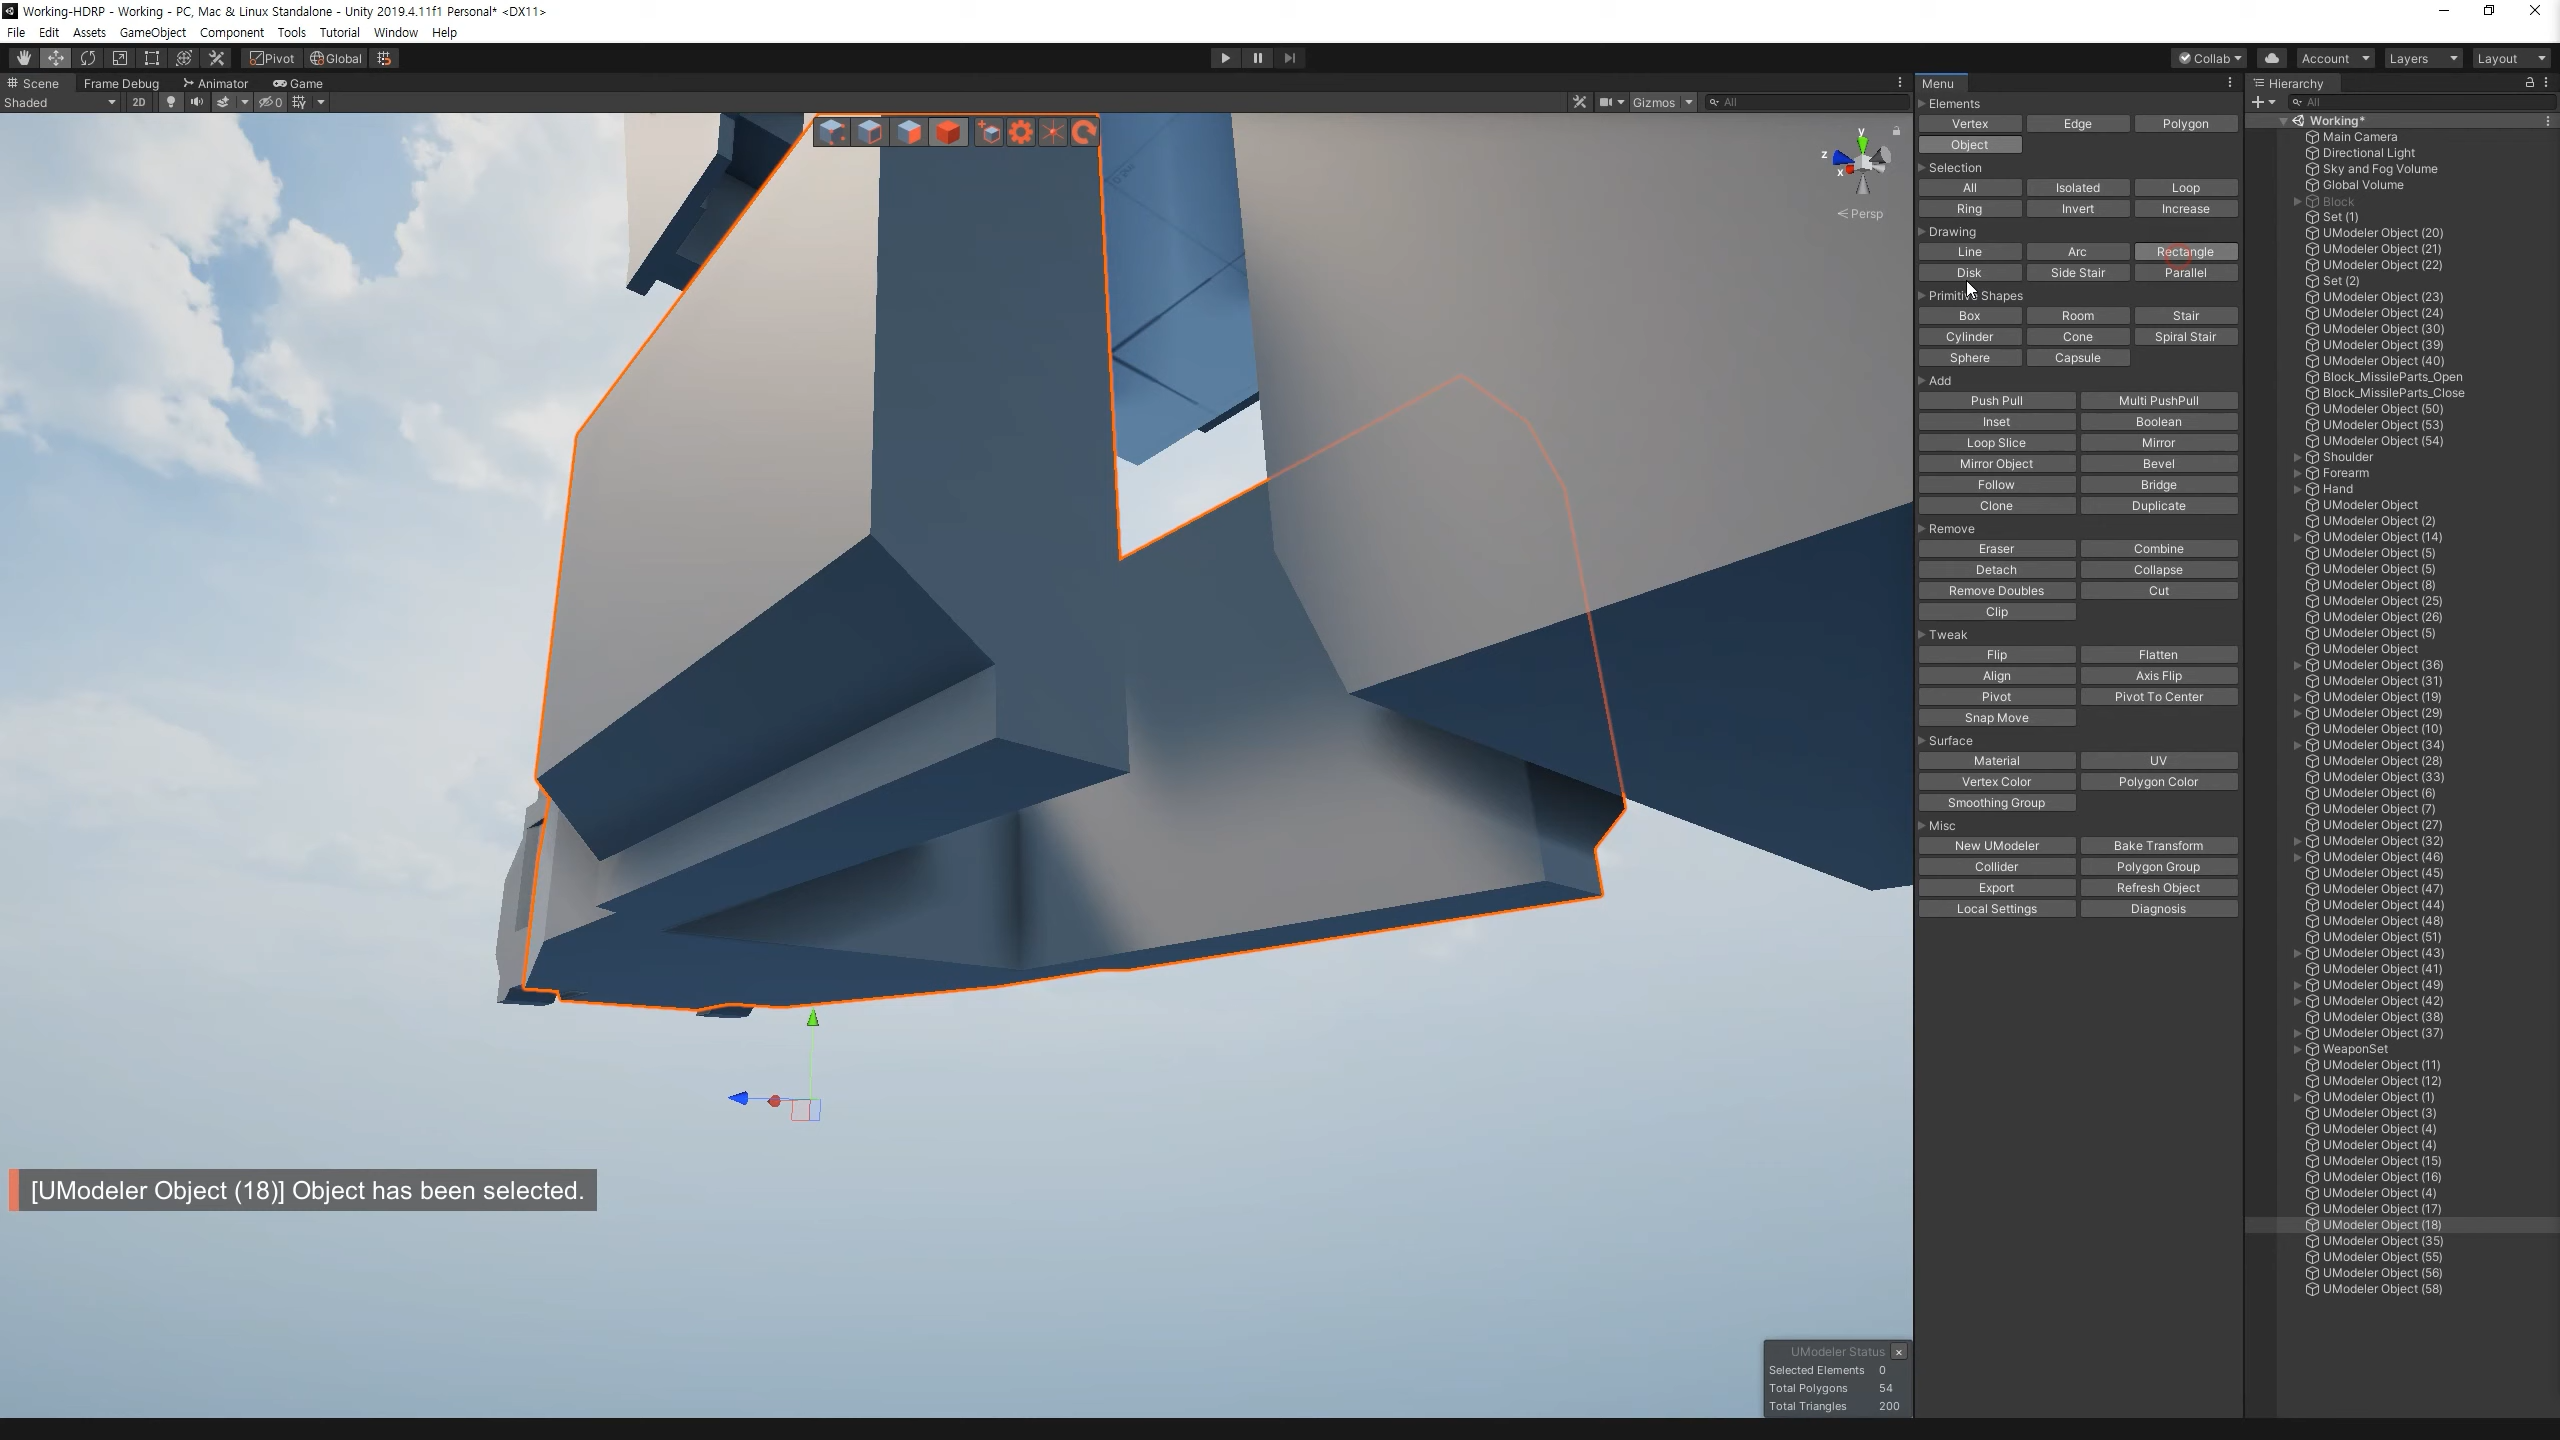 Working-HDRP - Working - PC, Mac & Linux Standalone - Unity 2019.4.11f1 Personal* <DX11>
File Edit Assets GameObject Component Tools Tutorial Window Help
Pivot Global Collab Account Layers Layout
Scene Frame Debug Animator Game
Shaded 2D 0 Gizmos All
y
z
x
Persp
Menu
Elements
Vertex Edge Polygon
Object
Selection
All Isolated Loop
Ring Invert Increase
Drawing
Line Arc Rectangle
Disk Side Stair Parallel
Primitive Shapes
Box Room Stair
Cylinder Cone Spiral Stair
Sphere Capsule
Add
Push Pull Multi PushPull
Inset Boolean
Loop Slice Mirror
Mirror Object Bevel
Follow Bridge
Clone Duplicate
Remove
Eraser Combine
Detach Collapse
Remove Doubles Cut
Clip
Tweak
Flip Flatten
Align Axis Flip
Pivot Pivot To Center
Snap Move
Surface
Material UV
Vertex Color Polygon Color
Smoothing Group
Misc
New UModeler Bake Transform
Collider Polygon Group
Export Refresh Object
Local Settings Diagnosis
Hierarchy
All
Working*
Main Camera
Directional Light
Sky and Fog Volume
Global Volume
Block
Set (1)
UModeler Object (20)
UModeler Object (21)
UModeler Object (22)
Set (2)
UModeler Object (23)
UModeler Object (24)
UModeler Object (30)
UModeler Object (39)
UModeler Object (40)
Block_MissileParts_Open
Block_MissileParts_Close
UModeler Object (50)
UModeler Object (53)
UModeler Object (54)
Shoulder
Forearm
Hand
UModeler Object
UModeler Object (2)
UModeler Object (14)
UModeler Object (5)
UModeler Object (5)
UModeler Object (8)
UModeler Object (25)
UModeler Object (26)
UModeler Object (5)
UModeler Object
UModeler Object (36)
UModeler Object (31)
UModeler Object (19)
UModeler Object (29)
UModeler Object (10)
UModeler Object (34)
UModeler Object (28)
UModeler Object (33)
UModeler Object (6)
UModeler Object (7)
UModeler Object (27)
UModeler Object (32)
UModeler Object (46)
UModeler Object (45)
UModeler Object (47)
UModeler Object (44)
UModeler Object (48)
UModeler Object (51)
UModeler Object (43)
UModeler Object (41)
UModeler Object (49)
UModeler Object (42)
UModeler Object (38)
UModeler Object (37)
WeaponSet
UModeler Object (11)
UModeler Object (12)
UModeler Object (1)
UModeler Object (3)
UModeler Object (4)
UModeler Object (4)
UModeler Object (15)
UModeler Object (16)
UModeler Object (4)
UModeler Object (17)
UModeler Object (18)
UModeler Object (35)
UModeler Object (55)
UModeler Object (56)
UModeler Object (58)
[UModeler Object (18)] Object has been selected.
UModeler Status
Selected Elements 0
Total Polygons 54
Total Triangles 200